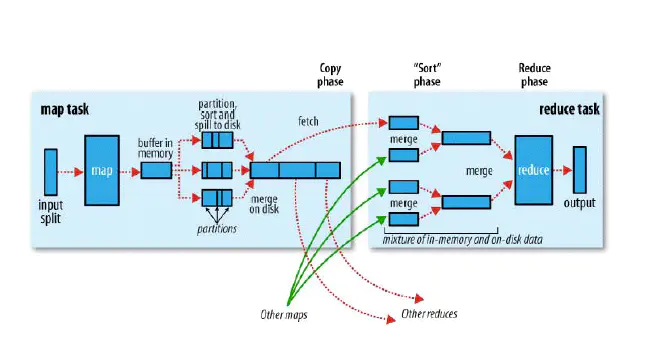 Copy
phase
"Sort"
phase
Reduce
phase
map task
partition,
sort and
spill to disk
fetch
buffer in
memory
map
input
split
merge
on disk
partitions
reduce task
merge
merge
merge
reduce
output
mixture of in-memory and on-disk data
Other maps
Other reduces